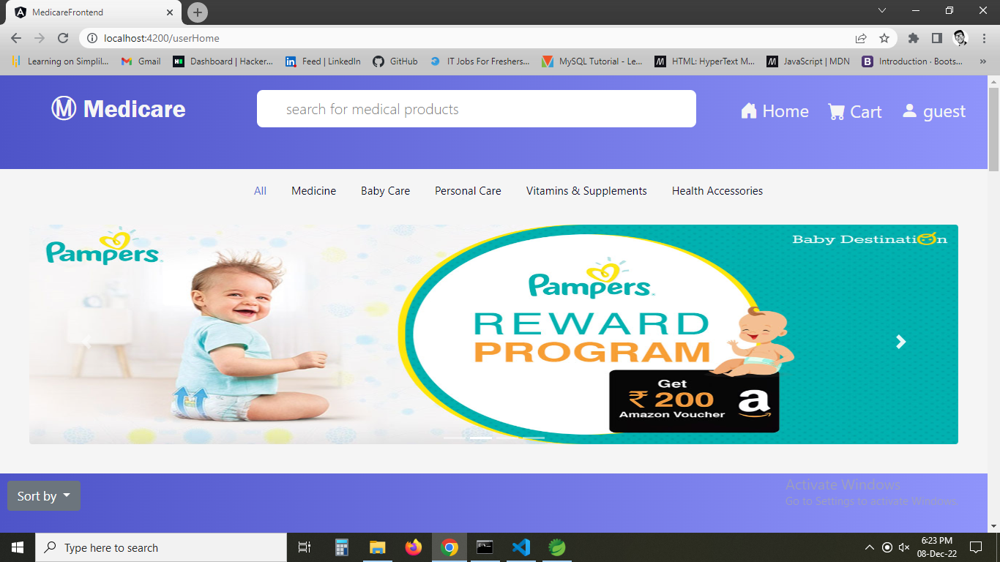 MedicareFrontend
localhost:4200/userHome
Learning on Simplil... Gmail Dashboard | Hacker... Feed | LinkedIn GitHub IT Jobs For Freshers... MySQL Tutorial - Le... HTML: HyperText M... JavaScript | MDN Introduction · Boots... »
Ⓜ Medicare
search for medical products
Home Cart guest
All Medicine Baby Care Personal Care Vitamins & Supplements Health Accessories
Pampers
Baby Destination
Pampers
REWARD
PROGRAM
Get
₹ 200
Amazon Voucher
a
Sort by
Activate Windows
Go to Settings to activate Windows.
Type here to search
6:23 PM
08-Dec-22